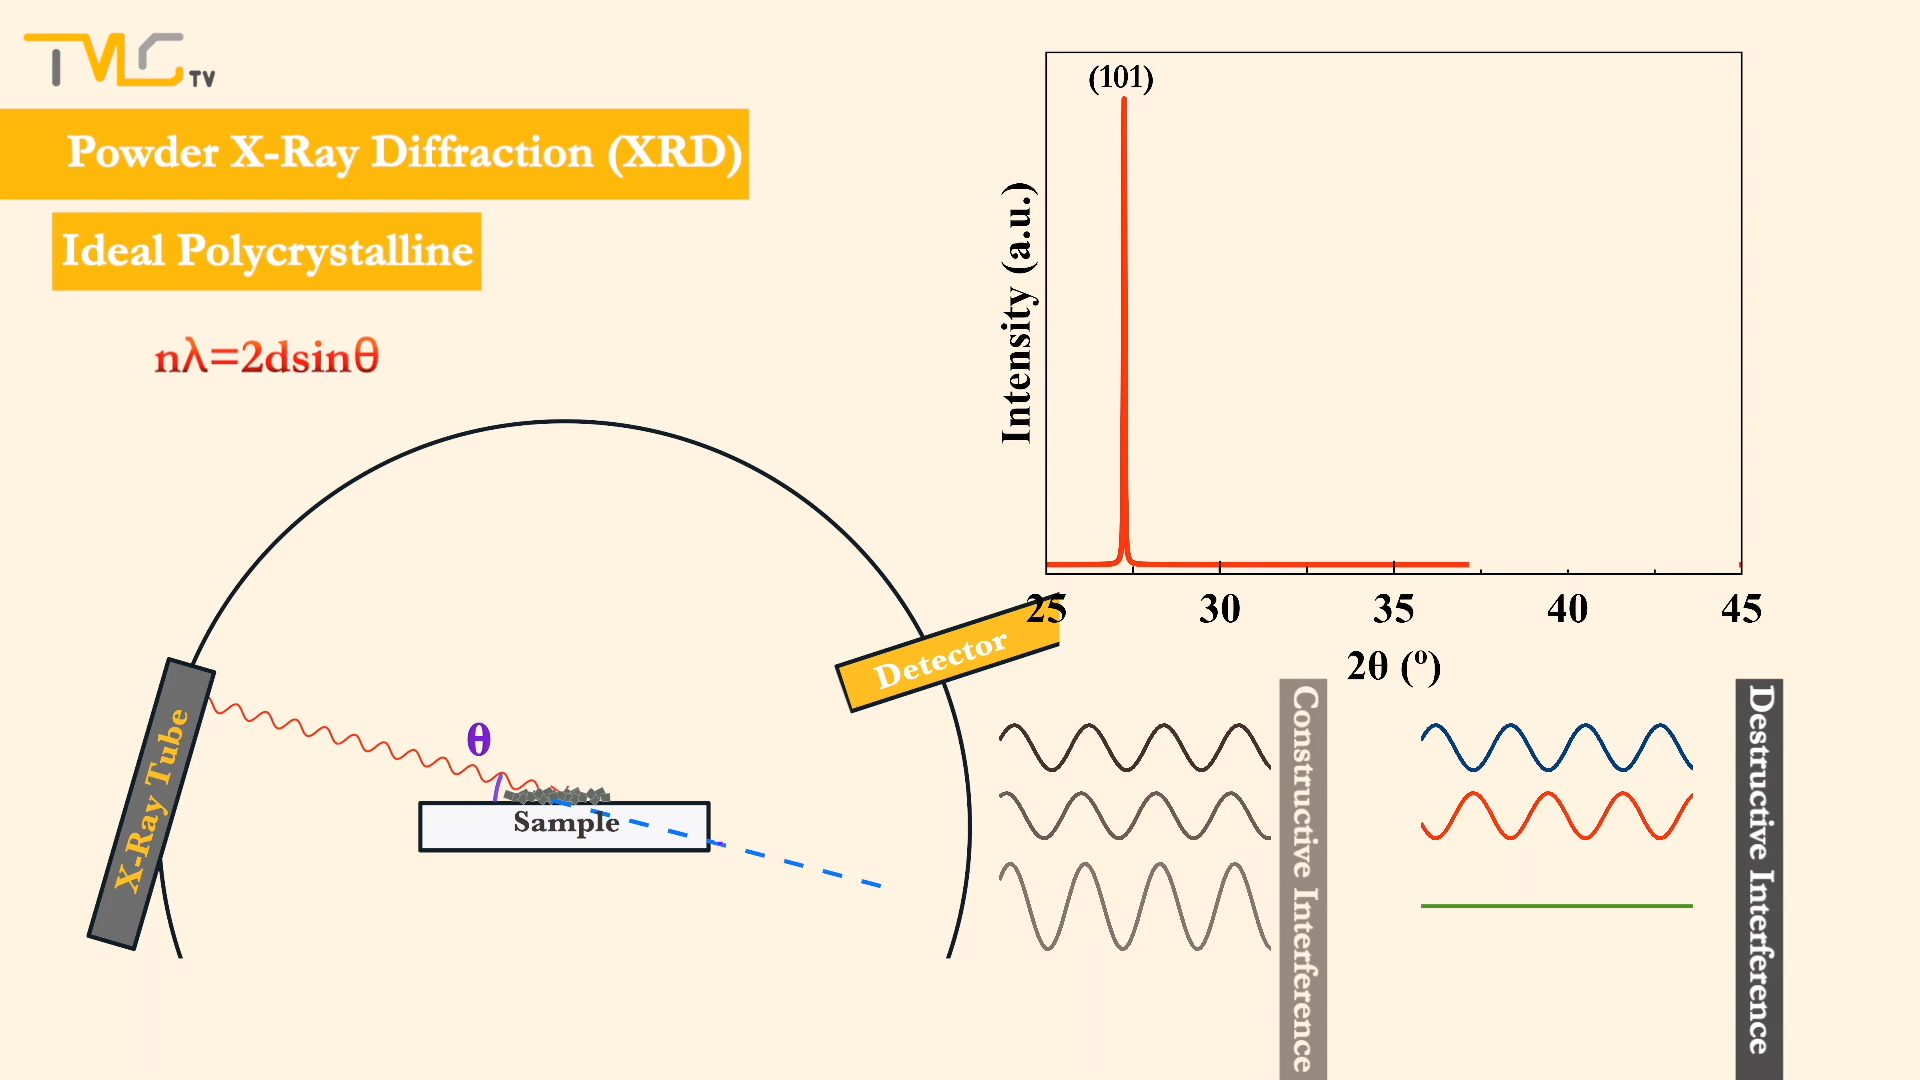 TMC TV
Powder X-Ray Diffraction (XRD)
Ideal Polycrystalline
nλ=2dsinθ
(101)
Intensity (a.u.)
25 30 35 40 45
2θ (º)
X-Ray Tube
θ
Sample
Detector
Constructive Interference
Destructive Interference